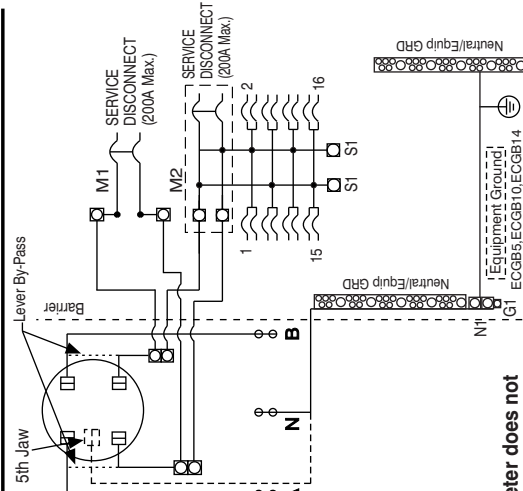 5th Jaw
Lever By-Pass
Barrier
SERVICE
DISCONNECT
(200A Max.)
M1
SERVICE
DISCONNECT
(200A Max.)
M2
1
2
15
16
S1
S1
B
N
Neutral/Equip GRD
Neutral/Equip GRD
N1
G1
Equipment Ground
ECGB5,ECGB10,ECGB14
eter does not